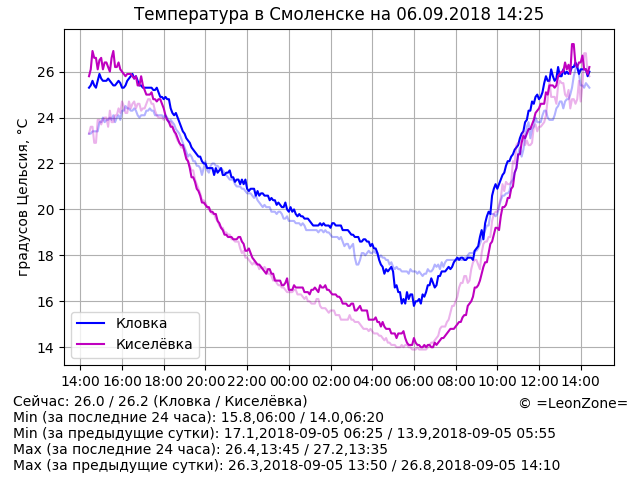 Температура в Смоленске на 06.09.2018 14:25
градусов Цельсия, °C
26
24
22
20
18
16
14
Кловка
Киселёвка
14:00 16:00 18:00 20:00 22:00 00:00 02:00 04:00 06:00 08:00 10:00 12:00 14:00
Сейчас: 26.0 / 26.2 (Кловка / Киселёвка)
© =LeonZone=
Min (за последние 24 часа): 15.8,06:00 / 14.0,06:20
Min (за предыдущие сутки): 17.1,2018-09-05 06:25 / 13.9,2018-09-05 05:55
Max (за последние 24 часа): 26.4,13:45 / 27.2,13:35
Max (за предыдущие сутки): 26.3,2018-09-05 13:50 / 26.8,2018-09-05 14:10